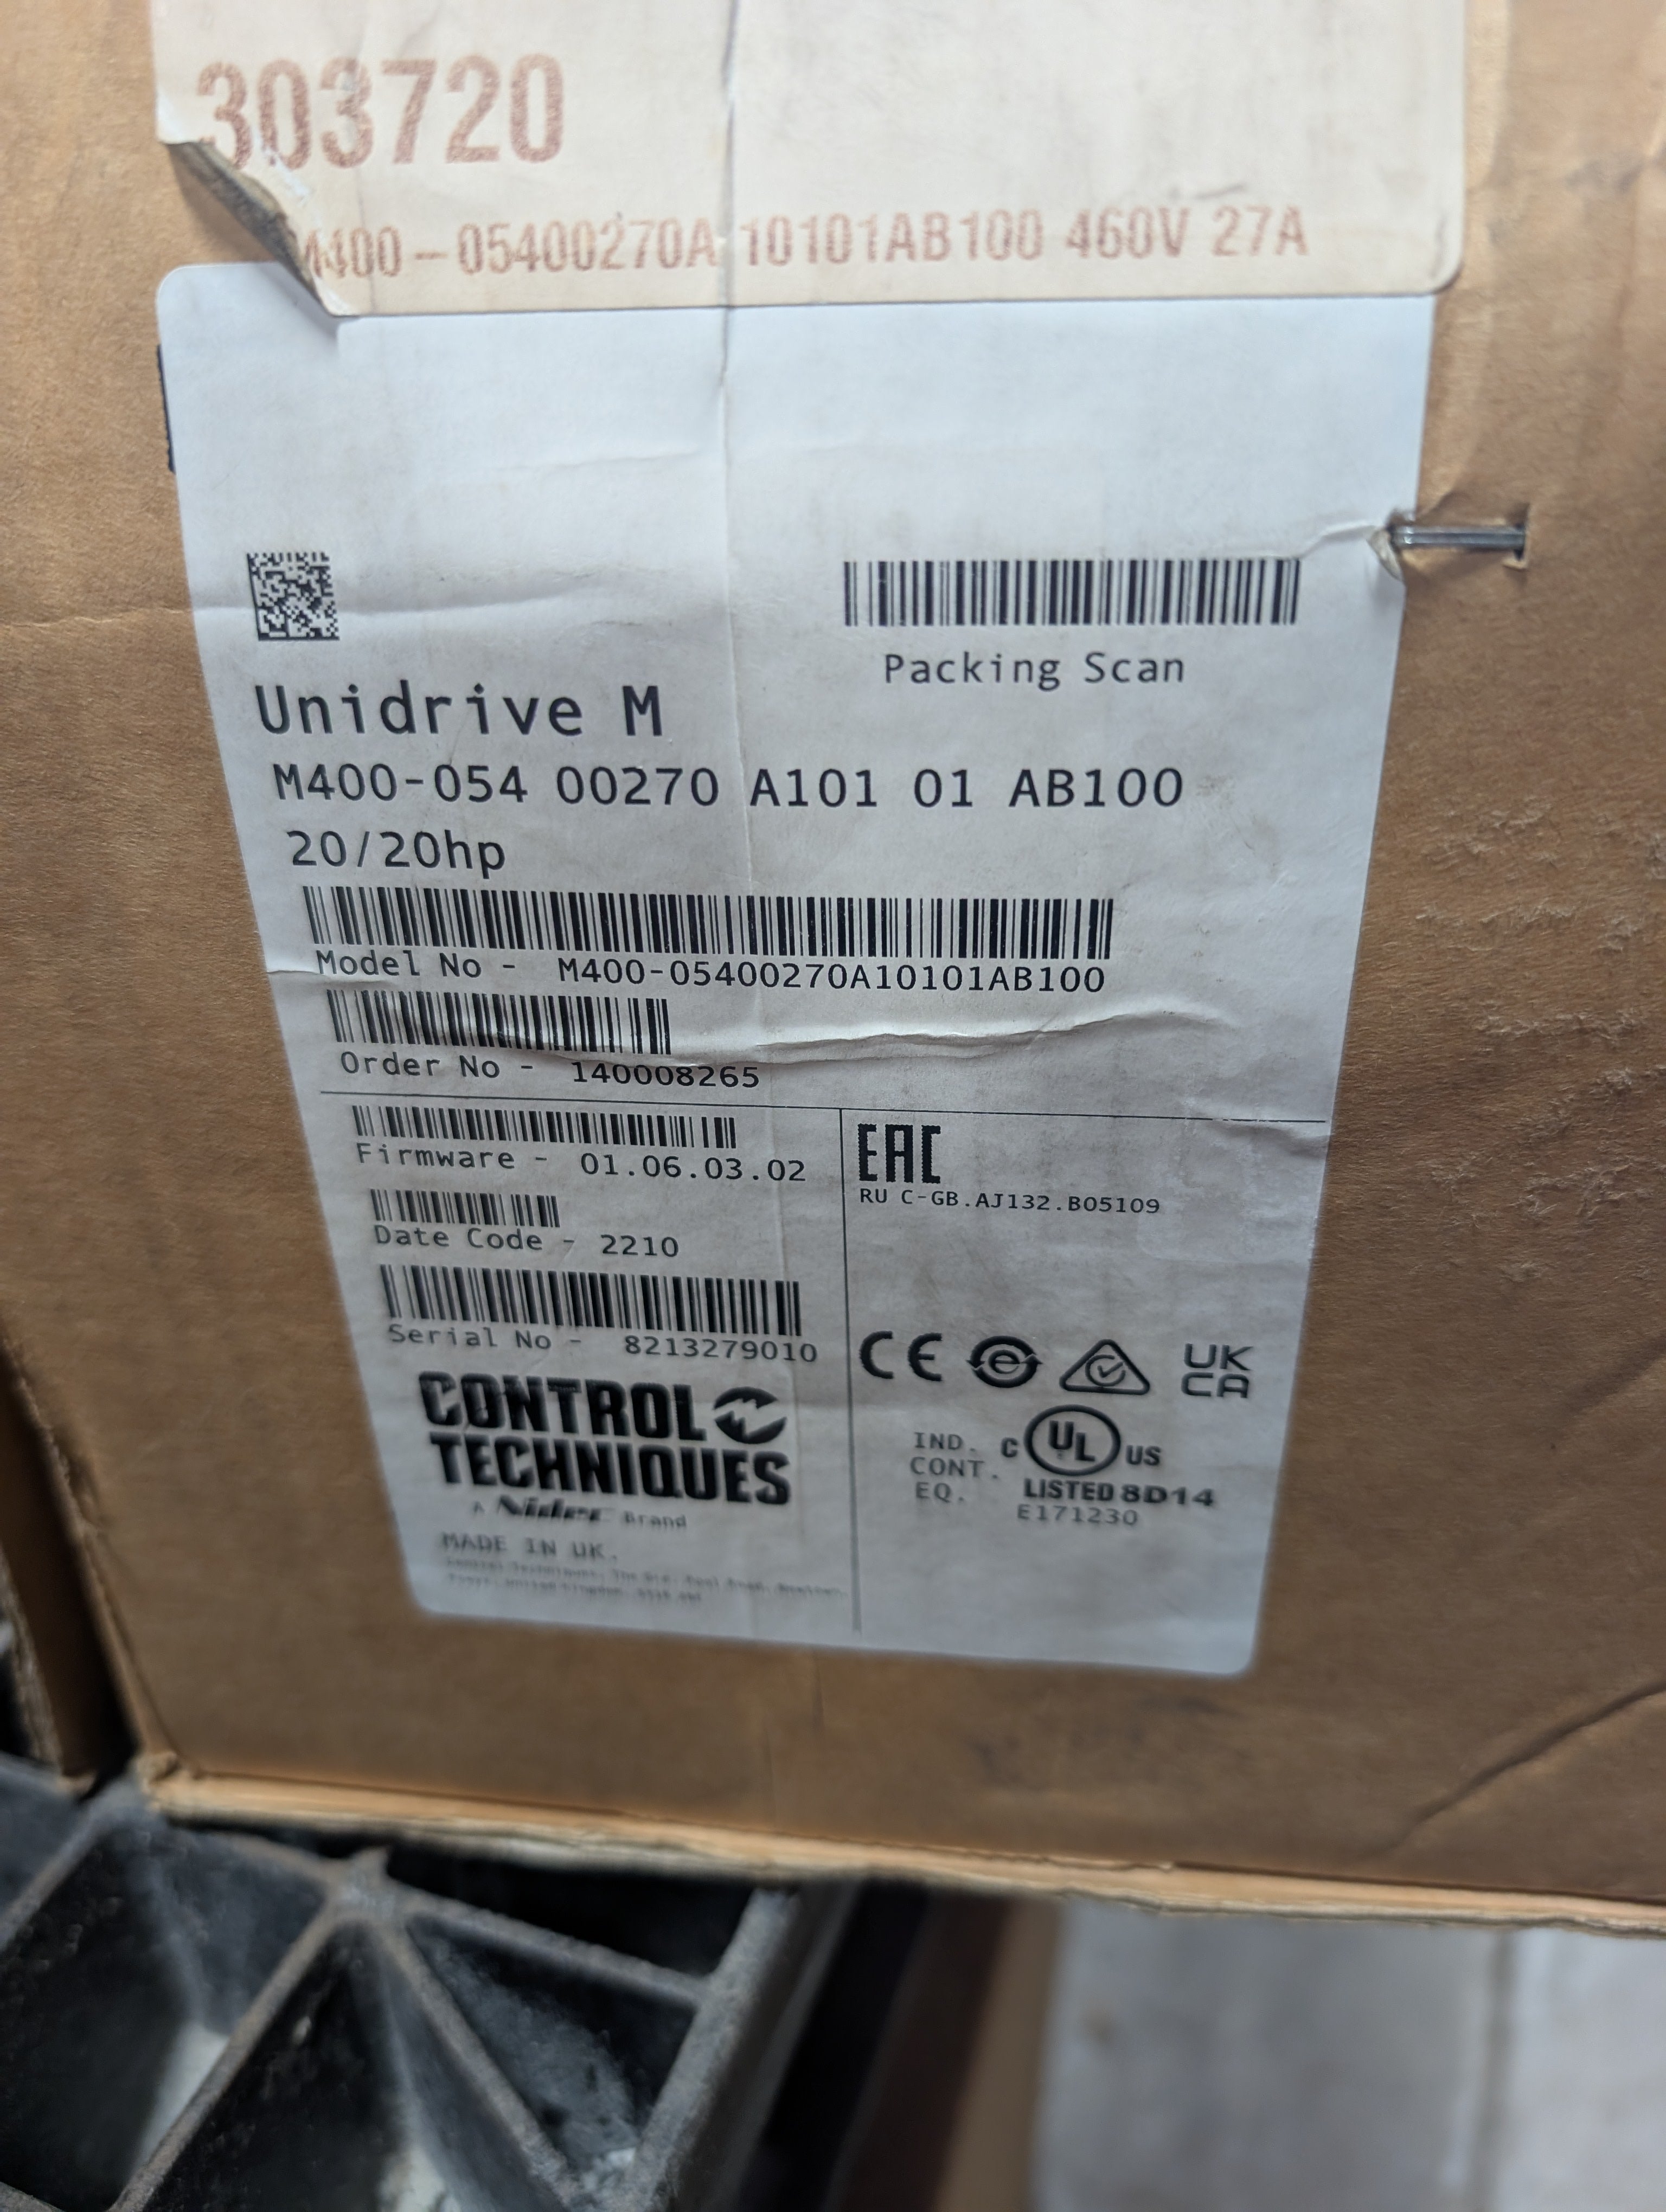 303720
M400-05400270A10101AB100 460V 27A
Packing Scan
Unidrive M
M400-054 00270 A101 01 AB100
20/20hp
Model No - M400-05400270A10101AB100
Order No - 140008265
Firmware - 01.06.03.02
Date Code - 2210
Serial No - 8213279010
CONTROL
TECHNIQUES
A Nidec Brand
MADE IN UK.
EAC
RU C-GB.AJ132.B05109
CE
UK
CA
IND.
CONT.
EQ.
C UL US
LISTED 8D14
E171230